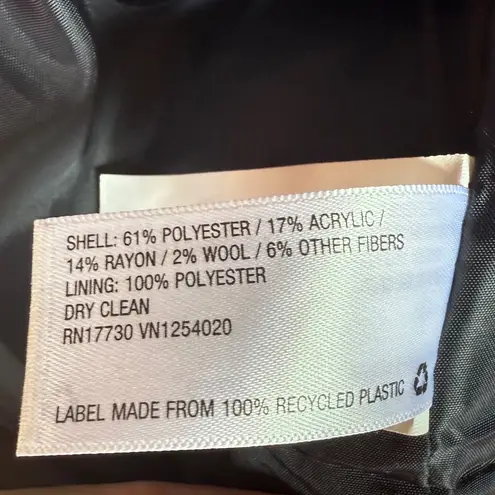 SHELL: 61% POLYESTER / 17% ACRYLIC /
14% RAYON / 2% WOOL / 6% OTHER FIBERS
LINING: 100% POLYESTER
DRY CLEAN
RN17730 VN1254020
LABEL MADE FROM 100% RECYCLED PLASTIC